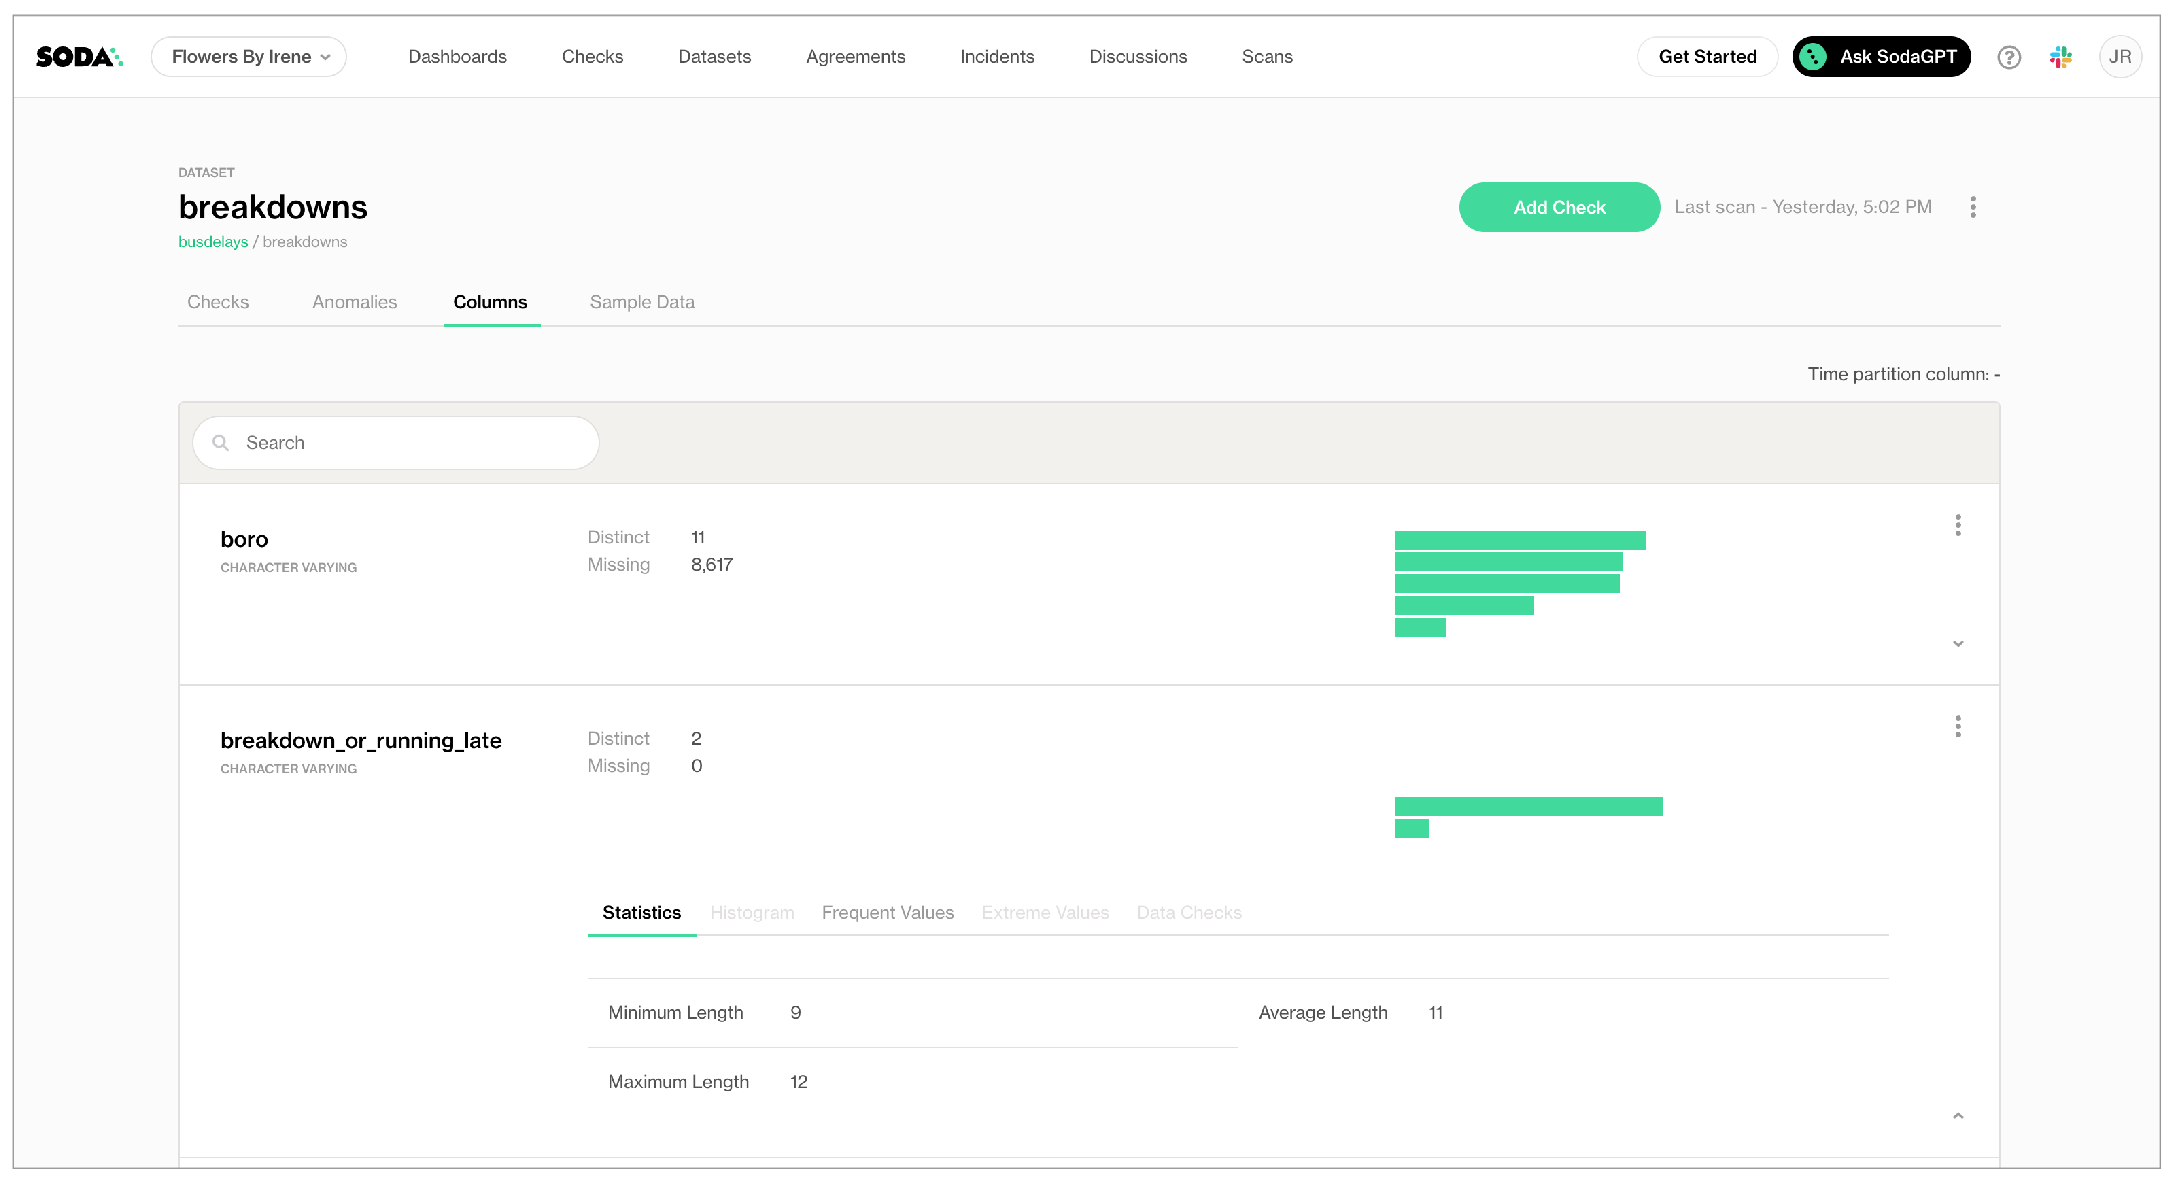 SODA Flowers By Irene Dashboards Checks Datasets Agreements Incidents Discussions Scans Get Started Ask SodaGPT ? JR
DATASET
breakdowns
busdelays / breakdowns
Add Check Last scan - Yesterday, 5:02 PM
Checks Anomalies Columns Sample Data
Time partition column: -
Search
boro
CHARACTER VARYING
Distinct 11
Missing 8,617
breakdown_or_running_late
CHARACTER VARYING
Distinct 2
Missing 0
Statistics Histogram Frequent Values Extreme Values Data Checks
Minimum Length 9 Average Length 11
Maximum Length 12